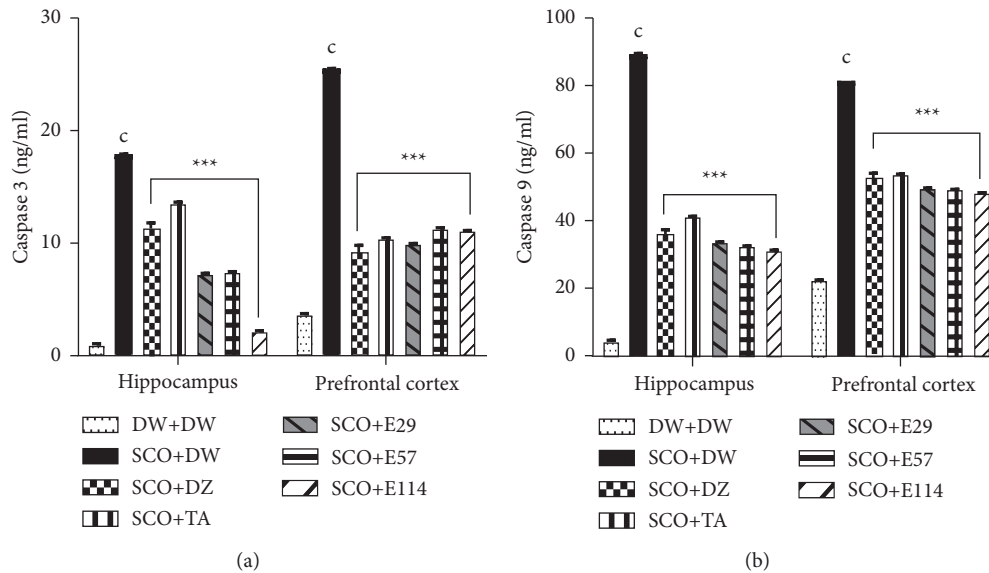 30
20
10
0
Caspase 3 (ng/ml)
c
***
c
***
Hippocampus
Prefrontal cortex
DW+DW
SCO+DW
SCO+DZ
SCO+TA
SCO+E29
SCO+E57
SCO+E114
(a)
100
80
60
40
20
0
Caspase 9 (ng/ml)
c
***
c
***
Hippocampus
Prefrontal cortex
DW+DW
SCO+DW
SCO+DZ
SCO+TA
SCO+E29
SCO+E57
SCO+E114
(b)